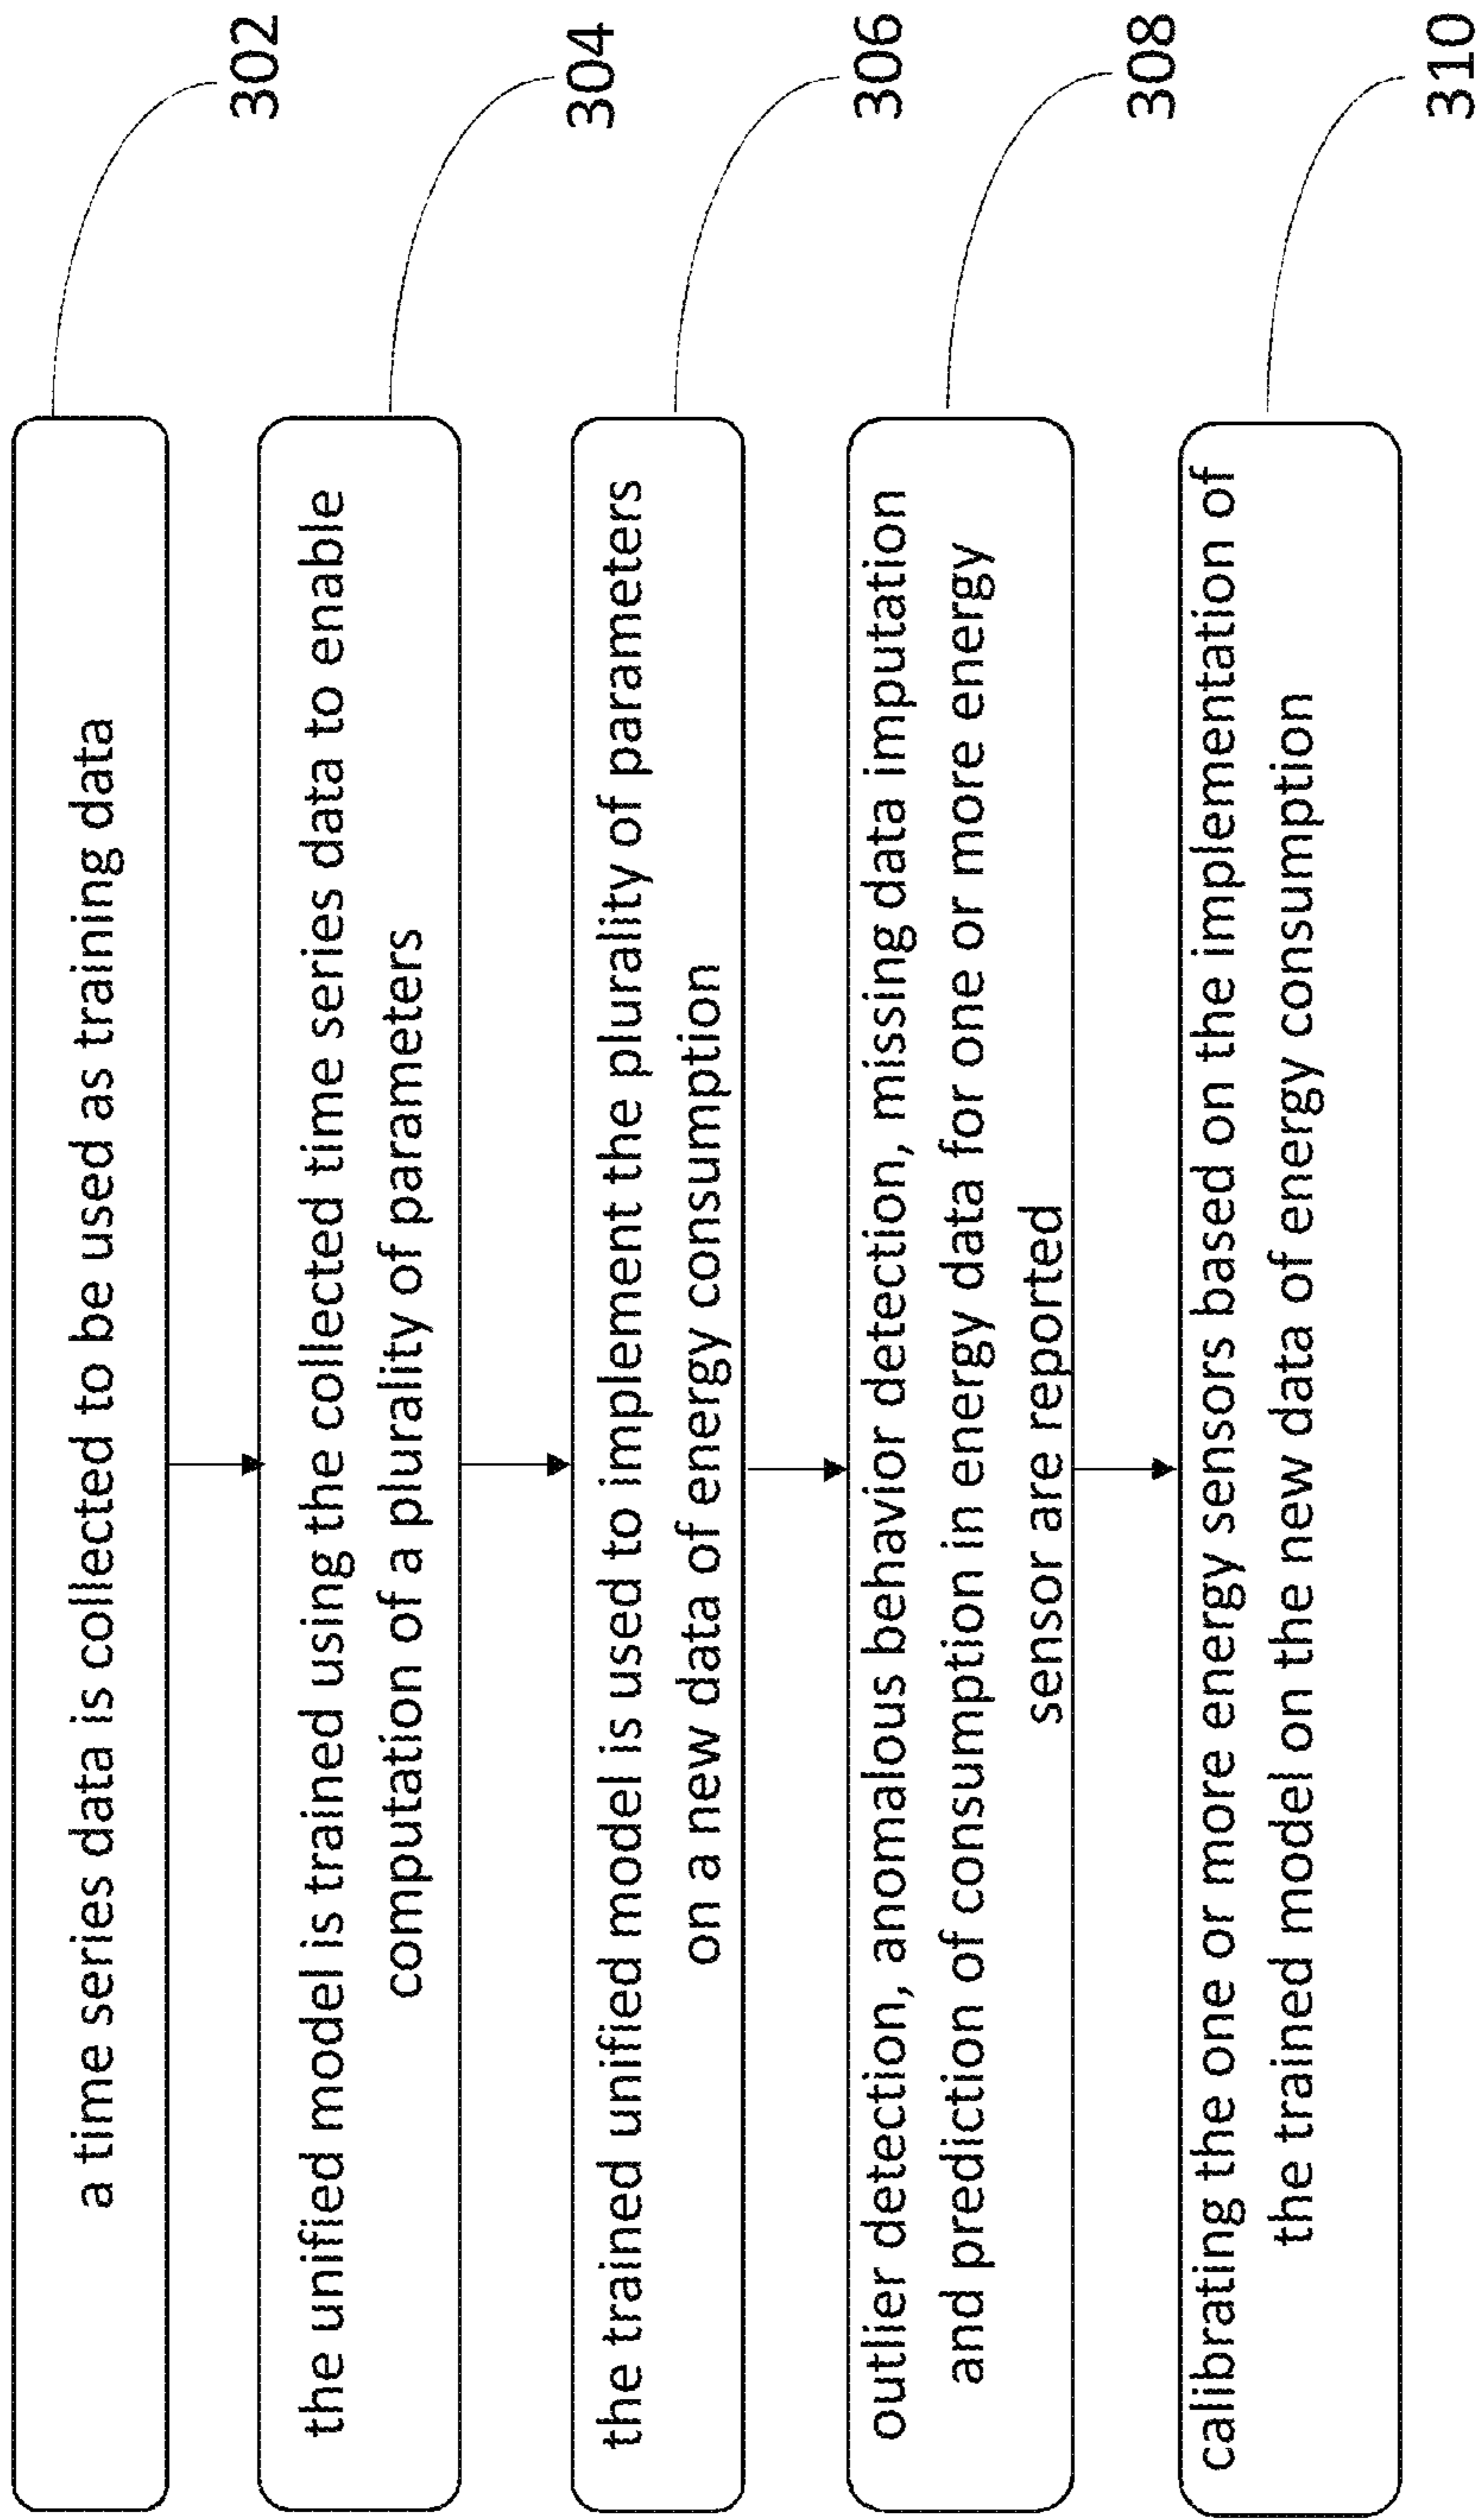 a time series data is collected to be used as training data
302
the unified model is trained using the collected time series data to enable
computation of a plurality of parameters
304
the trained unified model is used to implement the plurality of parameters
on a new data of energy consumption
306
outlier detection, anomalous behavior detection, missing data imputation
and prediction of consumption in energy data for one or more energy
sensor are reported
308
calibrating the one or more energy sensors based on the implementation of
the trained model on the new data of energy consumption
310